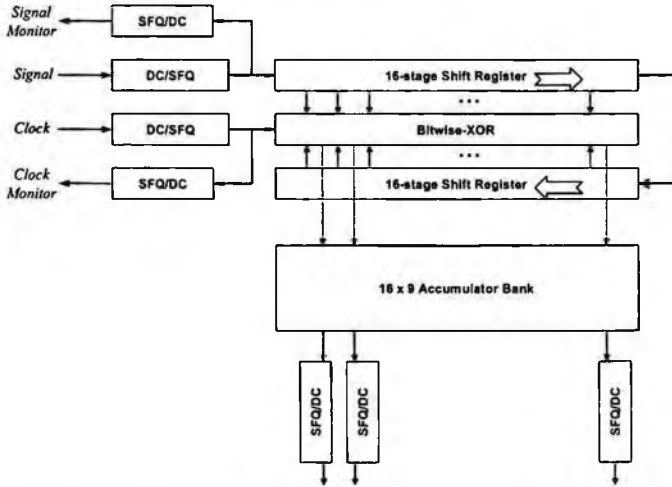 Signal
Monitor
SFQ/DC
Signal
DC/SFQ
16-stage Shift Register
...
Clock
DC/SFQ
Bitwise-XOR
...
Clock
Monitor
SFQ/DC
16-stage Shift Register
16 x 9 Accumulator Bank
SFQ/DC
SFQ/DC
SFQ/DC